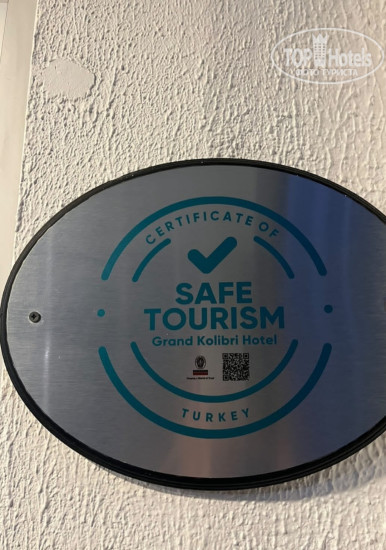 TOP Hotels
CERTIFICATE OF
SAFE
TOURISM
Grand Kolibri Hotel
TURKEY